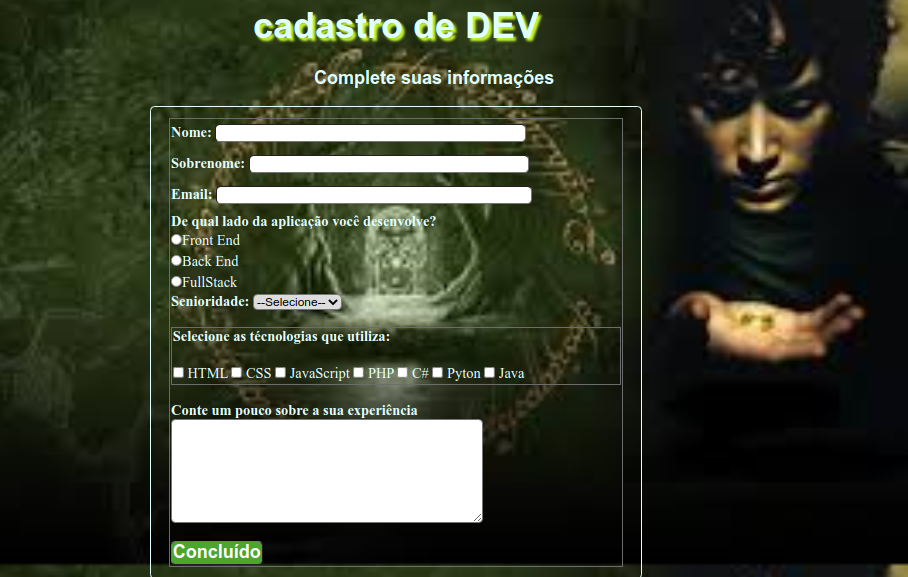 cadastro de DEV
Complete suas informações
Nome:
Sobrenome:
Email:
De qual lado da aplicação você desenvolve?
Front End
Back End
FullStack
Senioridade: --Selecione--
Selecione as técnologias que utiliza:
HTML CSS JavaScript PHP C# Pyton Java
Conte um pouco sobre a sua experiência
Concluído